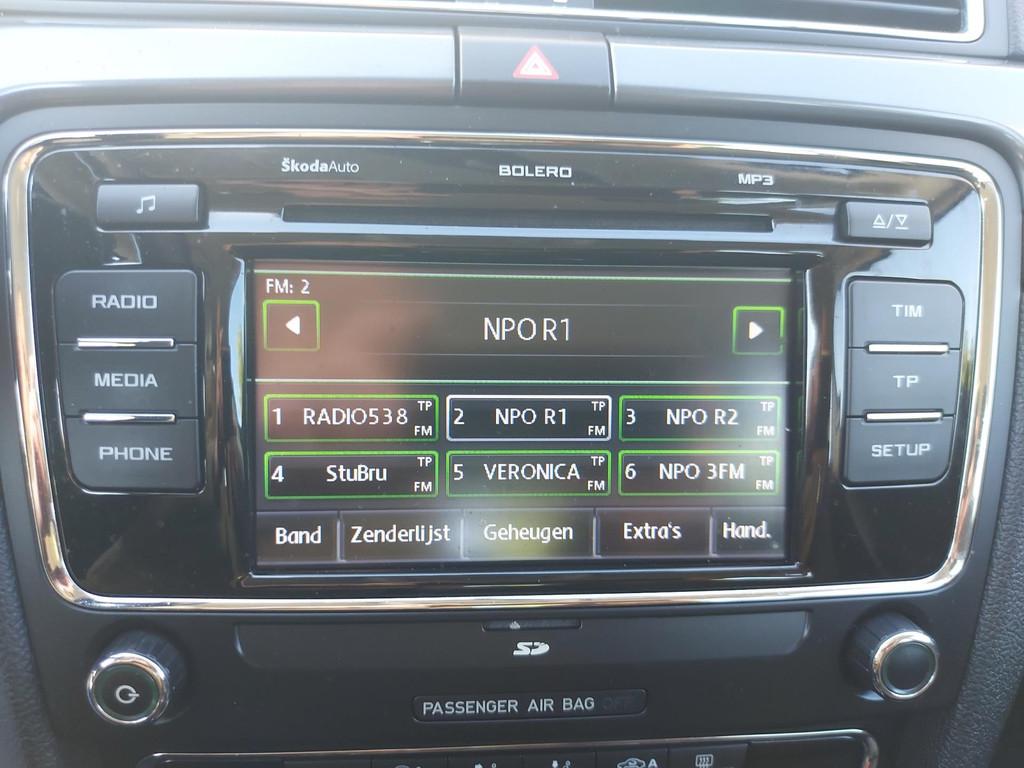 ŠkodaAuto BOLERO MP3
RADIO
MEDIA
PHONE
FM: 2
NPO R1
1 RADIO538 TP FM
2 NPO R1 TP FM
3 NPO R2 TP FM
4 StuBru TP FM
5 VERONICA TP FM
6 NPO 3FM TP FM
Band Zenderlijst Geheugen Extra's Hand.
TIM
TP
SETUP
SD
PASSENGER AIR BAG OFF
A